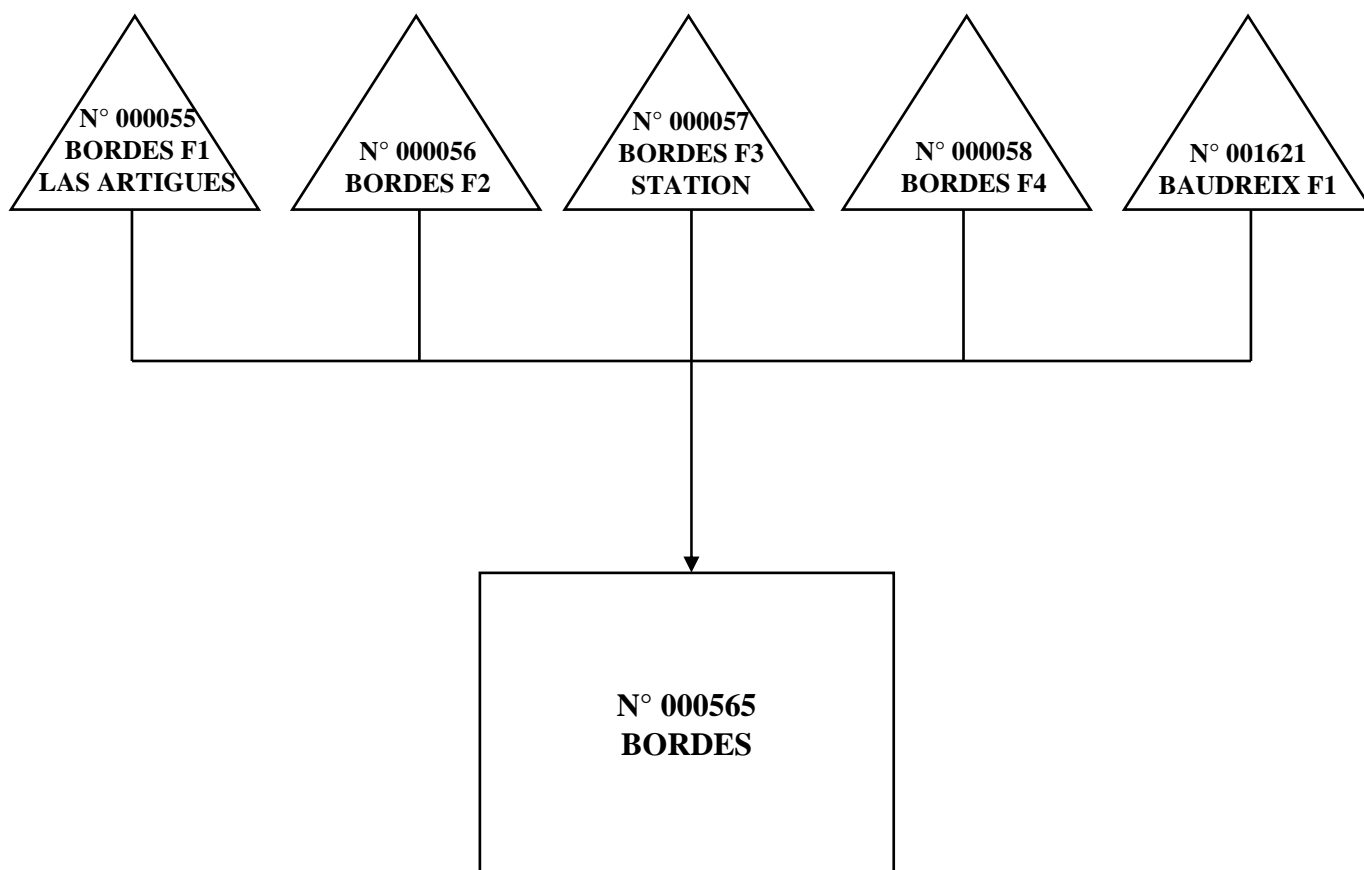 N° 000055
BORDES F1
LAS ARTIGUES
N° 000056
BORDES F2
N° 000057
BORDES F3
STATION
N° 000058
BORDES F4
N° 001621
BAUDREIX F1
N° 000565
BORDES